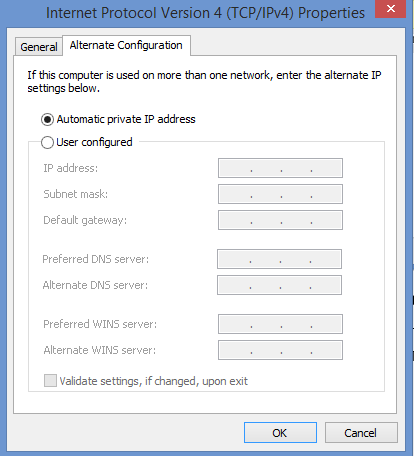 Internet Protocol Version 4 (TCP/IPv4) Properties
General
Alternate Configuration
If this computer is used on more than one network, enter the alternate IP
settings below.
Automatic private IP address
User configured
IP address:
. . .
Subnet mask:
. . .
Default gateway:
. . .
Preferred DNS server:
. . .
Alternate DNS server:
. . .
Preferred WINS server:
. . .
Alternate WINS server:
. . .
Validate settings, if changed, upon exit
OK
Cancel